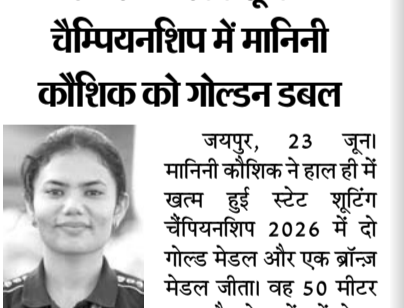 चैम्पियनशिप में मानिनी
कौशिक को गोल्डन डबल
जयपुर, 23 जून।
मानिनी कौशिक ने हाल ही में
खत्म हुई स्टेट शूटिंग
चैंपियनशिप 2026 में दो
गोल्ड मेडल और एक ब्रॉन्ज़
मेडल जीता। वह 50 मीटर